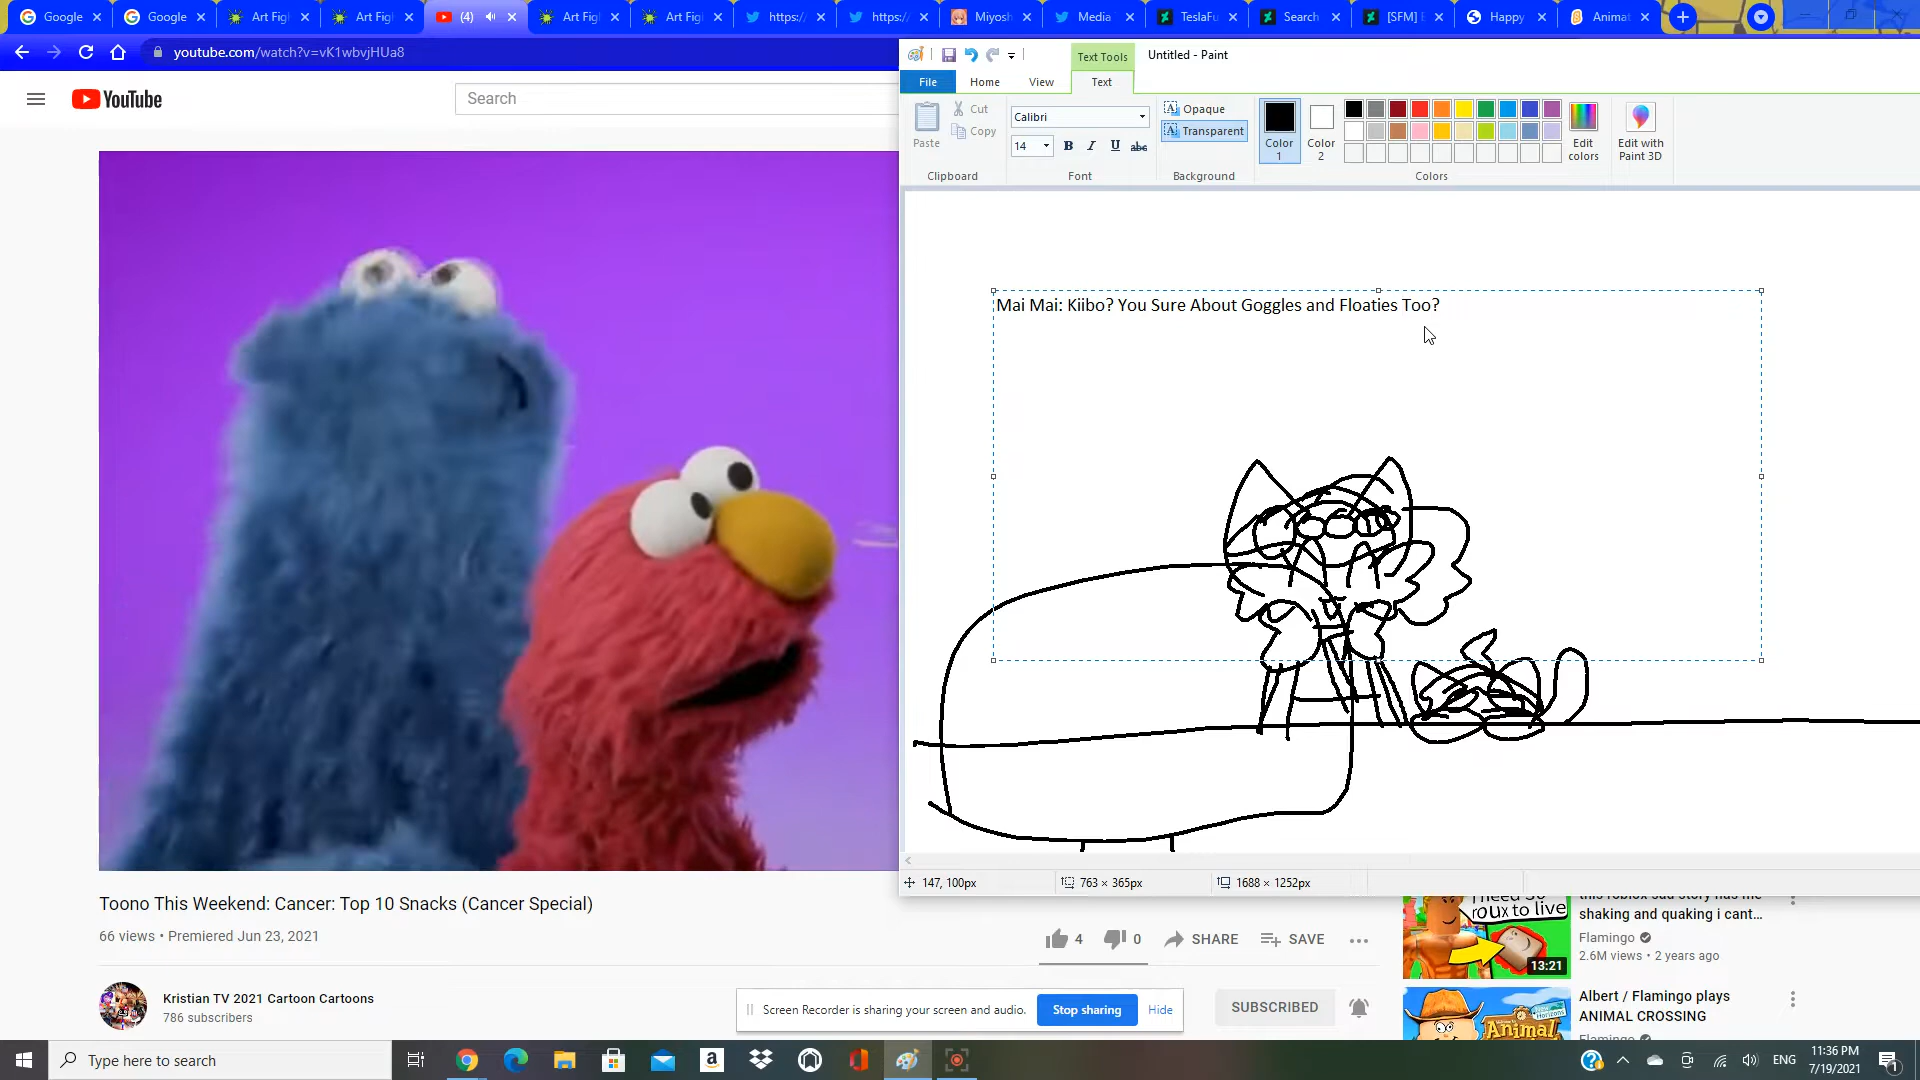 Google
Google
Art Figh
Art Figh
(4)
Art Figh
Art Figh
https:/
https:/
Miyosh
Media
TeslaFu
Search
[SFM] E
Happy
Animat
youtube.com/watch?v=vK1wbvjHUa8
Text Tools
Untitled - Paint
File
Home
View
Text
YouTube
Search
Paste
Cut
Copy
Calibri
14
B
I
U
abc
Opaque
Transparent
Color 1
Color 2
Edit colors
Edit with Paint 3D
Clipboard
Font
Background
Colors
Mai Mai: Kiibo? You Sure About Goggles and Floaties Too?
147, 100px
763 × 365px
1688 × 1252px
Toono This Weekend: Cancer: Top 10 Snacks (Cancer Special)
66 views • Premiered Jun 23, 2021
4
0
SHARE
SAVE
Kristian TV 2021 Cartoon Cartoons
786 subscribers
Screen Recorder is sharing your screen and audio.
Stop sharing
Hide
SUBSCRIBED
roux to live
13:21
shaking and quaking i cant...
Flamingo
2.6M views • 2 years ago
Animal
Albert / Flamingo plays
ANIMAL CROSSING
Type here to search
ENG
11:36 PM
7/19/2021
1